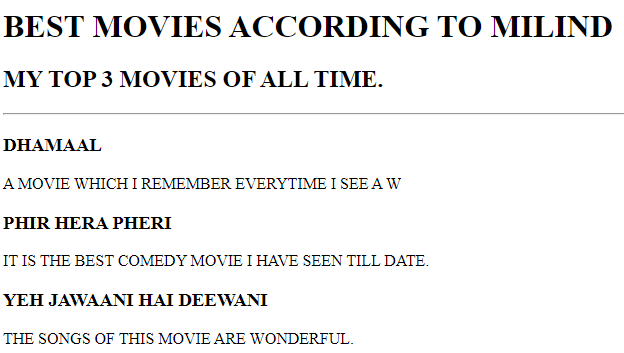 BEST MOVIES ACCORDING TO MILIND
MY TOP 3 MOVIES OF ALL TIME.
DHAMAAL
A MOVIE WHICH I REMEMBER EVERYTIME I SEE A W
PHIR HERA PHERI
IT IS THE BEST COMEDY MOVIE I HAVE SEEN TILL DATE.
YEH JAWAANI HAI DEEWANI
THE SONGS OF THIS MOVIE ARE WONDERFUL.